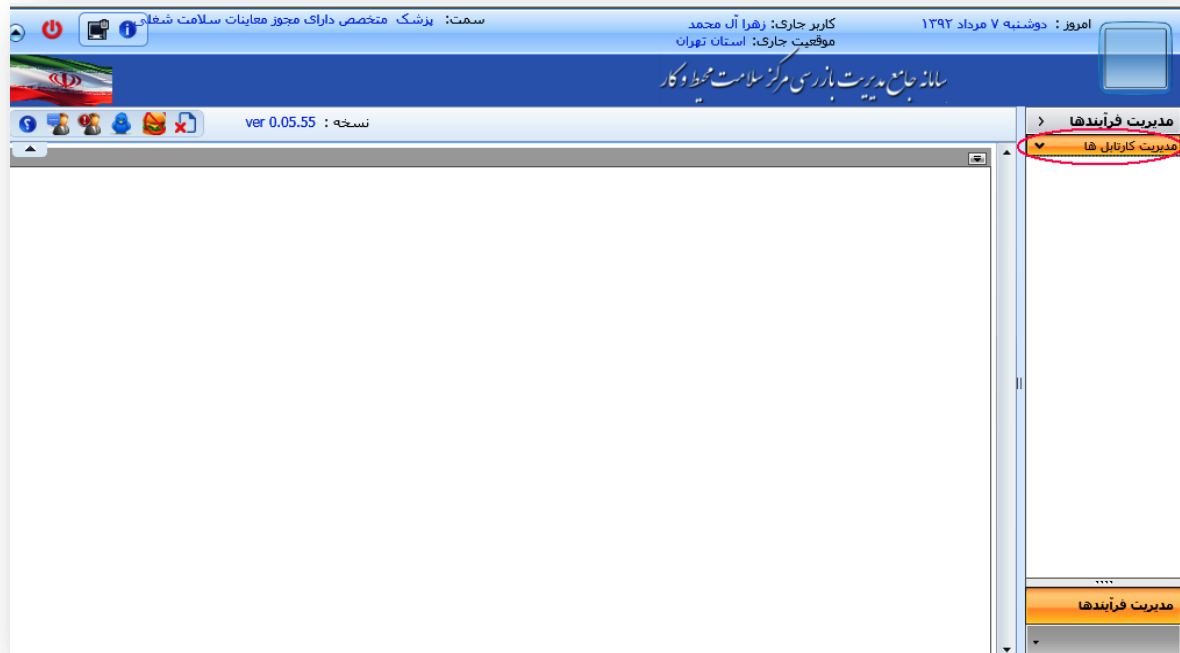 امروز : دوشنبه ۷ مرداد ۱۳۹۲
کاربر جاری: زهرا آل محمد
موقعیت جاری: استان تهران
سمت: پزشک متخصص دارای مجوز معاینات سلامت شغلی
سامانه جامع مدیریت بازرسی مرکز سلامت محیط و کار
مدیریت فرآیندها
نسخه : ver 0.05.55
مدیریت کارتابل ها
مدیریت فرآیندها